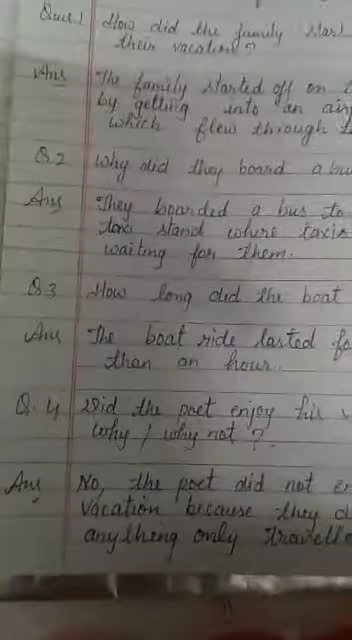 Ques.1 How did the family start
their vacation?
Ans The family started off on
by getting into an
which flew through
Q.2 Why did they board a bus
Ans They boarded a bus to
taxi stand where taxis
waiting for them.
Q.3 How long did the boat
Ans The boat ride lasted
than an hour.
Q.4 Did the poet enjoy his
why / why not ?
Ans No, the poet did not
vacation because they
anything only